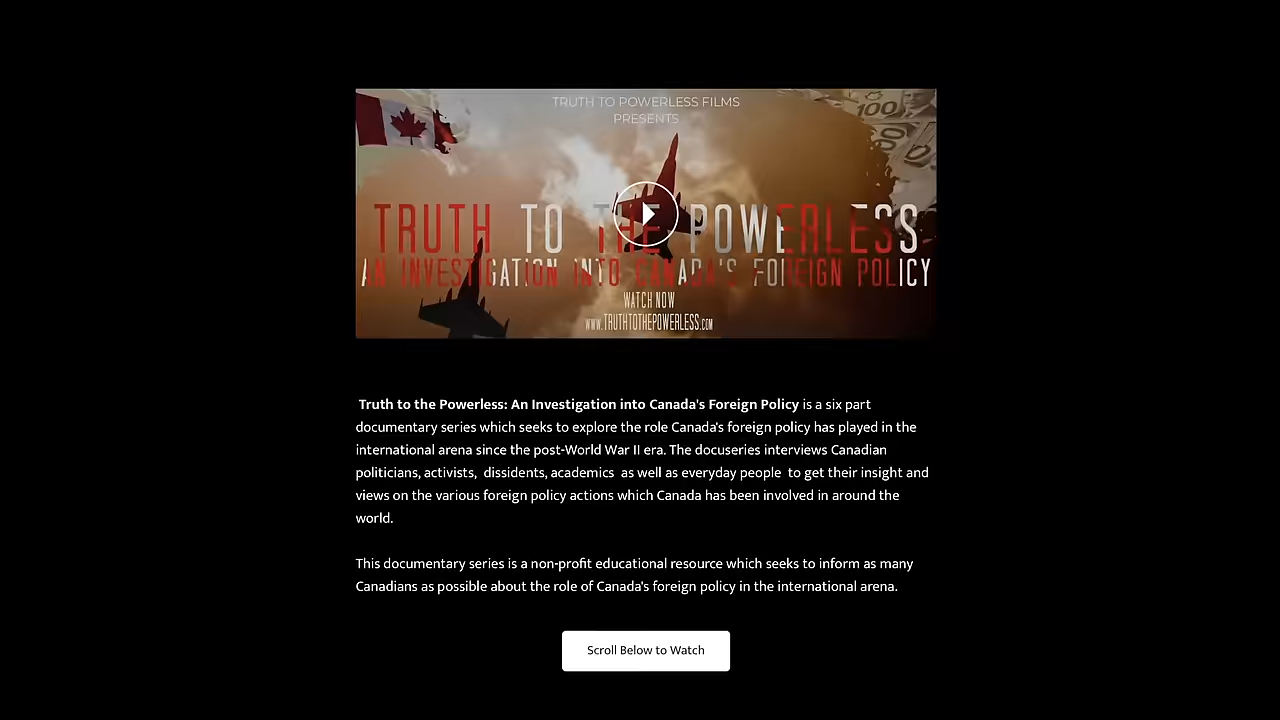 TRUTH TO POWERLESS FILMS
PRESENTS
100
TRUTH TO THE POWERLESS
AN INVESTIGATION INTO CANADA'S FOREIGN POLICY
WATCH NOW
WWW.TRUTHTOTHEPOWERLESS.COM
Truth to the Powerless: An Investigation into Canada's Foreign Policy is a six part
documentary series which seeks to explore the role Canada's foreign policy has played in the
international arena since the post-World War II era. The docuseries interviews Canadian
politicians, activists,  dissidents, academics  as well as everyday people  to get their insight and
views on the various foreign policy actions which Canada has been involved in around the
world.
This documentary series is a non-profit educational resource which seeks to inform as many
Canadians as possible about the role of Canada's foreign policy in the international arena.
Scroll Below to Watch